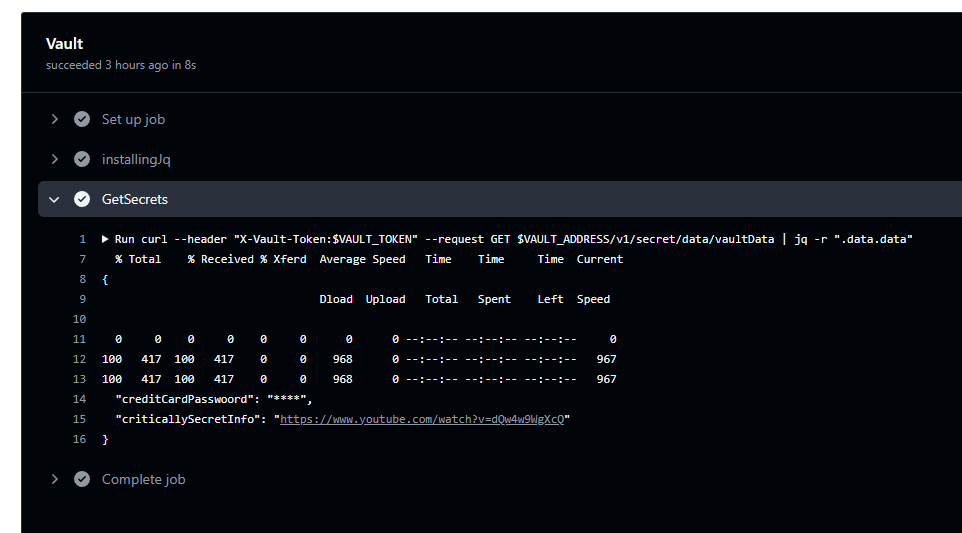 Vault
succeeded 3 hours ago in 8s
Set up job
installingJq
GetSecrets
1 Run curl --header "X-Vault-Token:$VAULT_TOKEN" --request GET $VAULT_ADDRESS/v1/secret/data/vaultData | jq -r ".data.data"
7 % Total % Received % Xferd Average Speed Time Time Time Current
8 {
9 Dload Upload Total Spent Left Speed
10
11 0 0 0 0 0 0 0 0 --:--:-- --:--:-- --:--:-- 0
12 100 417 100 417 0 0 968 0 --:--:-- --:--:-- --:--:-- 967
13 100 417 100 417 0 0 968 0 --:--:-- --:--:-- --:--:-- 967
14 "creditCardPasswoord": "****",
15 "criticallySecretInfo": "https://www.youtube.com/watch?v=dQw4w9WgXcQ"
16 }
Complete job